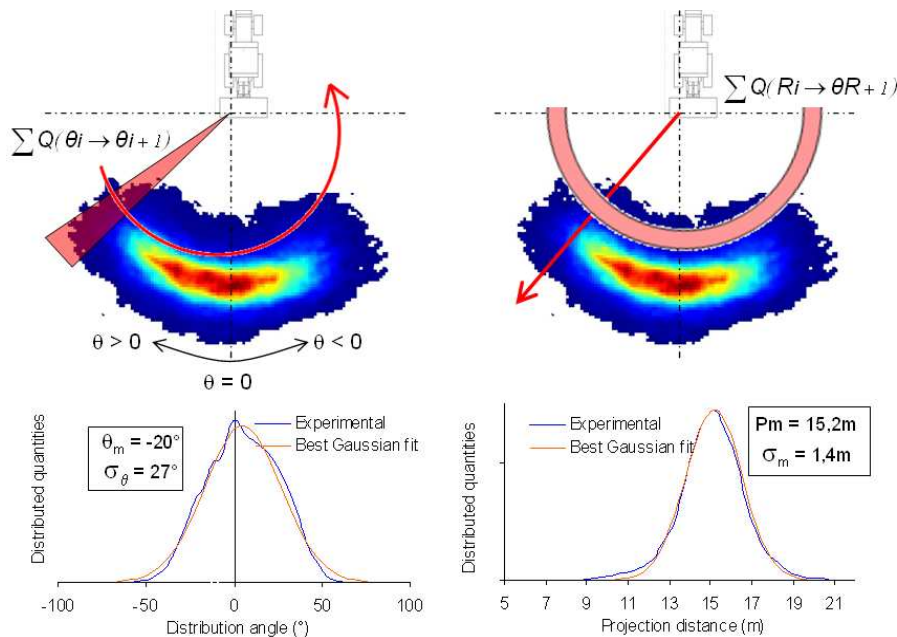 ∑ Q(θi → θi + 1)
∑ Q(Ri → θR + 1)
θ > 0
θ < 0
θ = 0
Distributed quantities
θm = -20°
σθ = 27°
Experimental
Best Gaussian fit
-100
-50
0
50
100
Distribution angle (°)
Distributed quantities
Experimental
Best Gaussian fit
Pm = 15,2m
σm = 1,4m
5
7
9
11
13
15
17
19
21
Projection distance (m)